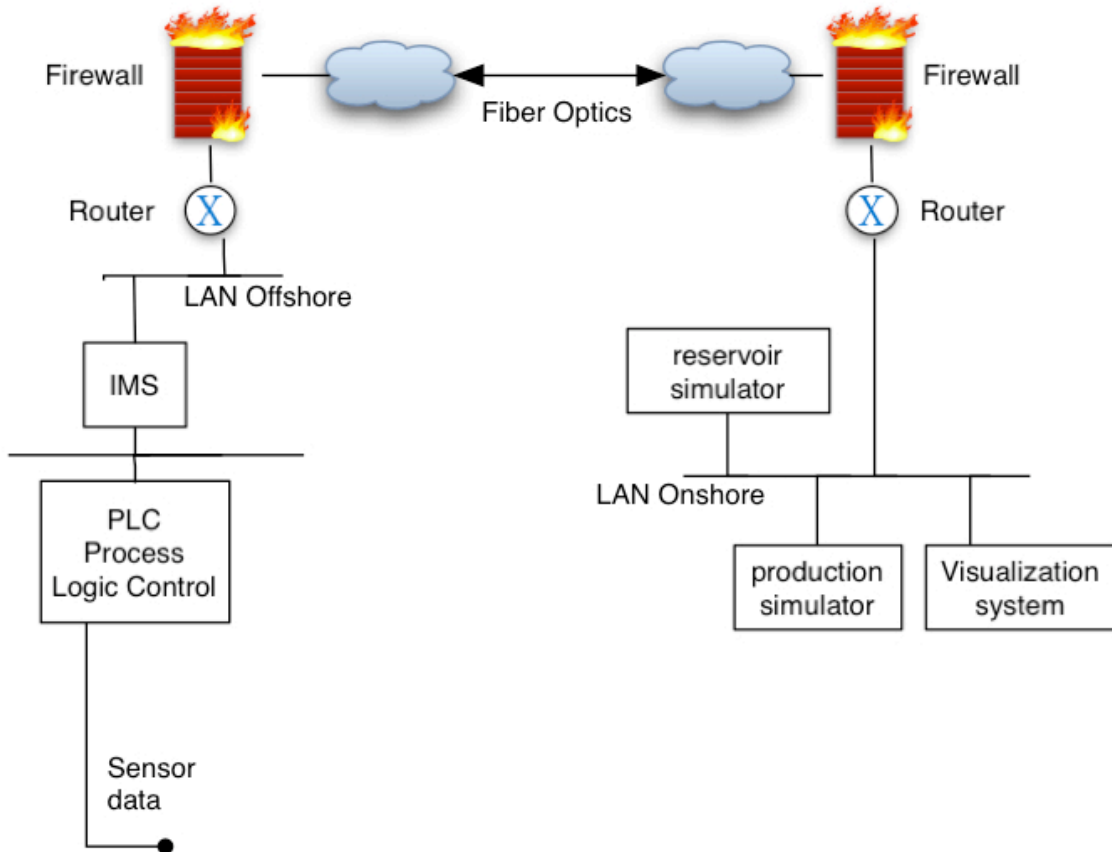 Firewall
Fiber Optics
Firewall
Router
X
X
Router
LAN Offshore
IMS
reservoir
simulator
LAN Onshore
PLC
Process
Logic Control
production
simulator
Visualization
system
Sensor
data